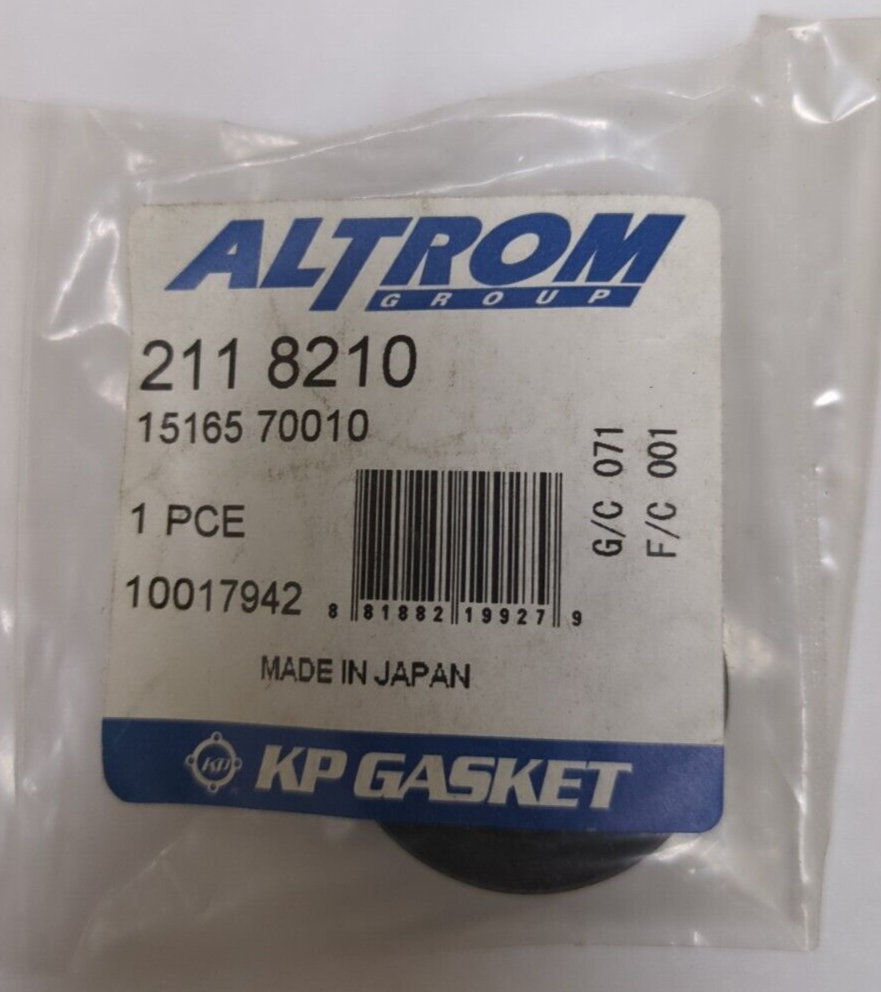 ALTROM
GROUP
211 8210
15165 70010
1 PCE
10017942
8 81882 19927 9
G/C 071
F/C 001
MADE IN JAPAN
KP KP GASKET